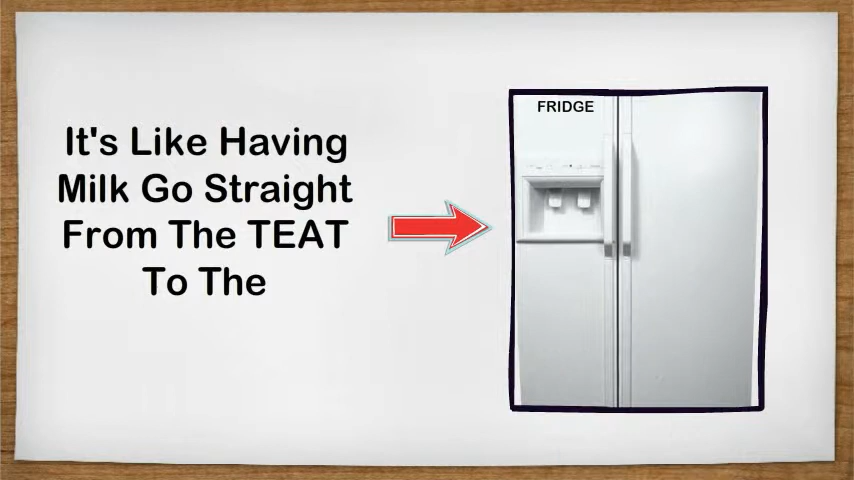 It's Like Having
Milk Go Straight
From The TEAT
To The
FRIDGE